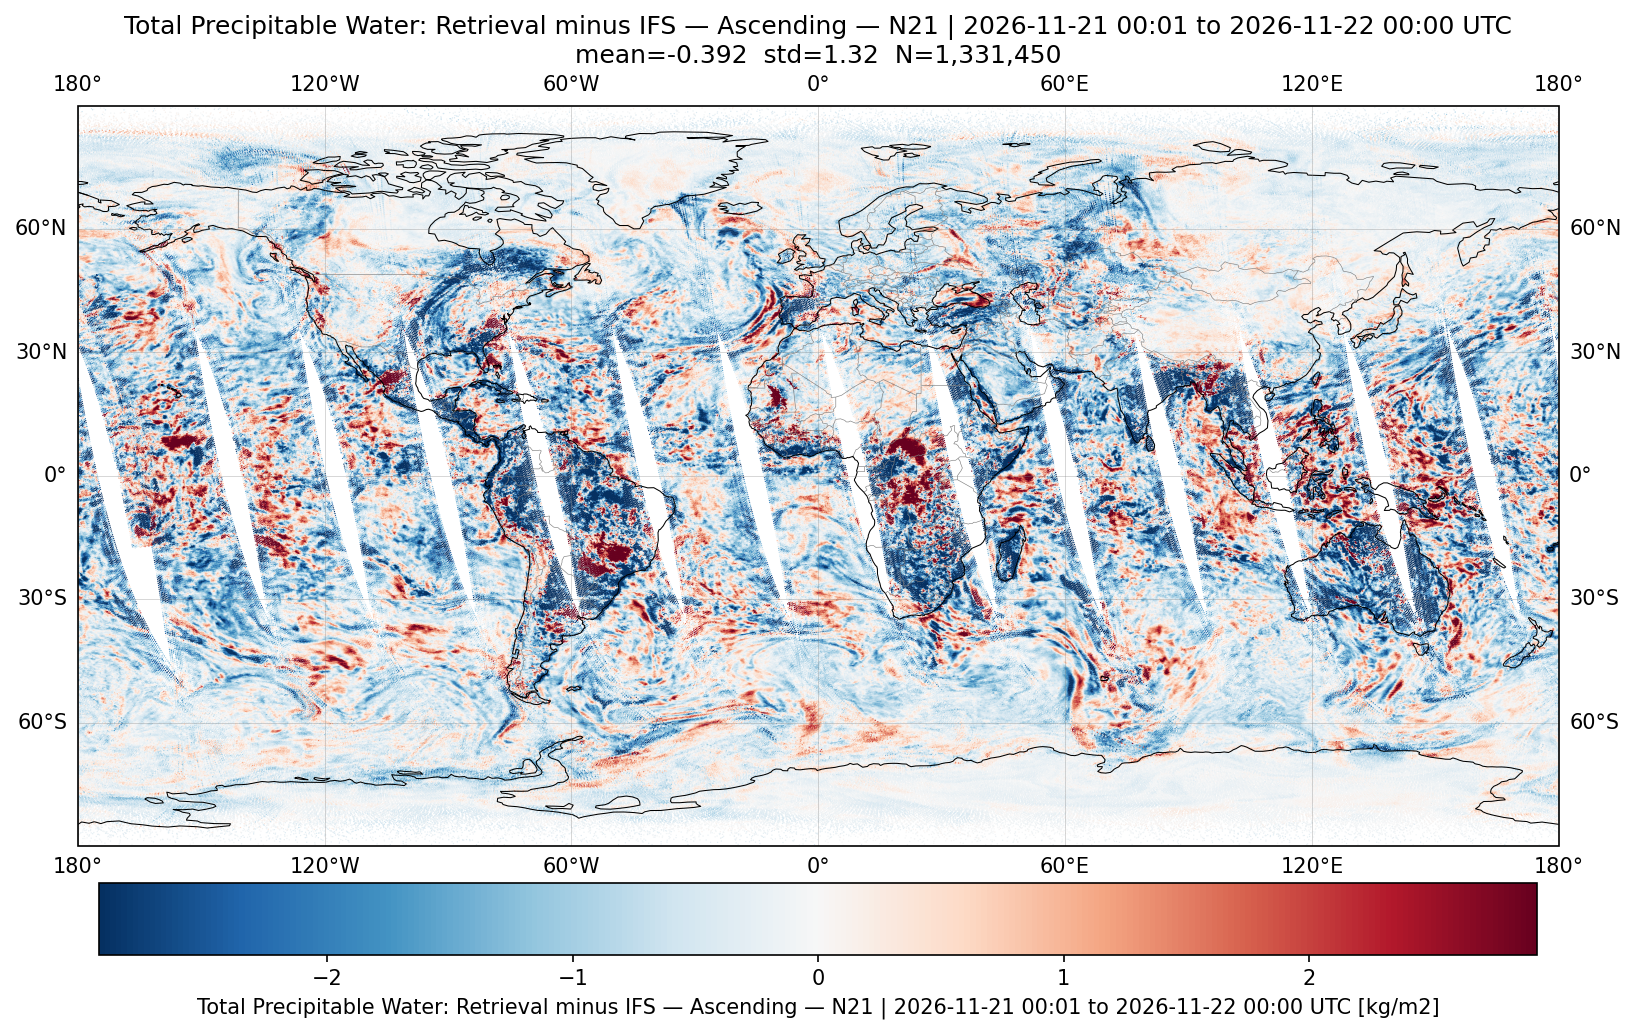 Total Precipitable Water: Retrieval minus IFS — Ascending — N21 | 2026-11-21 00:01 to 2026-11-22 00:00 UTC
mean=-0.392 std=1.32 N=1,331,450
180° 120°W 60°W 0° 60°E 120°E 180°
60°N 60°N
30°N 30°N
0° 0°
30°S 30°S
60°S 60°S
180° 120°W 60°W 0° 60°E 120°E 180°
−2 −1 0 1 2
Total Precipitable Water: Retrieval minus IFS — Ascending — N21 | 2026-11-21 00:01 to 2026-11-22 00:00 UTC [kg/m2]